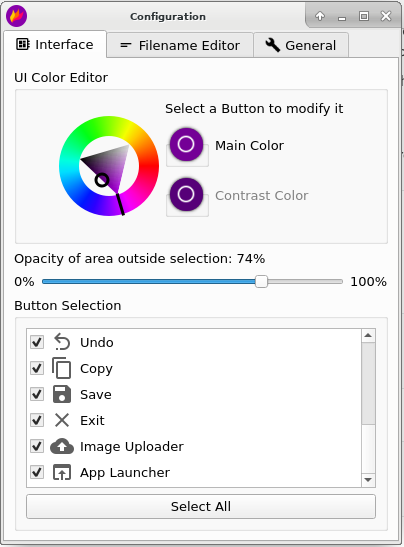 Configuration
Interface
Filename Editor
General
UI Color Editor
Select a Button to modify it
Main Color
Contrast Color
Opacity of area outside selection: 74%
0%
100%
Button Selection
Undo
Copy
Save
Exit
Image Uploader
App Launcher
Select All